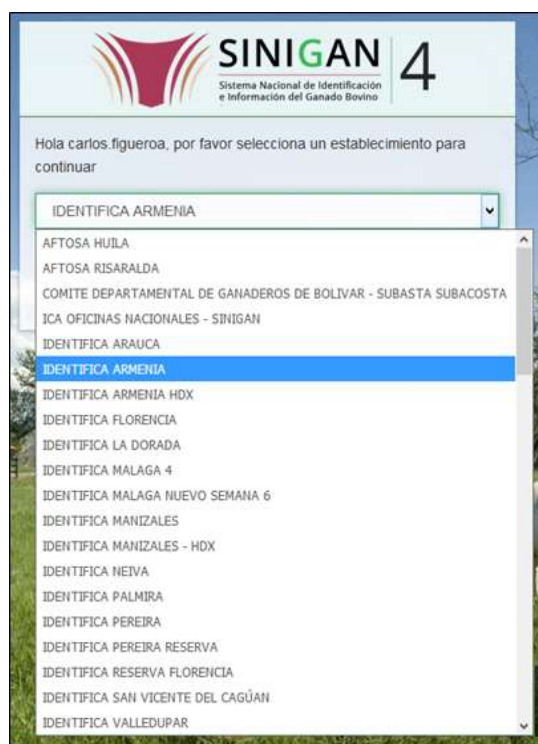 SINIGAN 4
Sistema Nacional de Identificación
e Información del Ganado Bovino
Hola carlos.figueroa, por favor selecciona un establecimiento para
continuar
IDENTIFICA ARMENIA
AFTOSA HUILA
AFTOSA RISARALDA
COMITE DEPARTAMENTAL DE GANADEROS DE BOLIVAR - SUBASTA SUBACOSTA
ICA OFICINAS NACIONALES - SINIGAN
IDENTIFICA ARAUCA
IDENTIFICA ARMENIA
IDENTIFICA ARMENIA HDX
IDENTIFICA FLORENCIA
IDENTIFICA LA DORADA
IDENTIFICA MALAGA 4
IDENTIFICA MALAGA NUEVO SEMANA 6
IDENTIFICA MANIZALES
IDENTIFICA MANIZALES - HDX
IDENTIFICA NEIVA
IDENTIFICA PALMIRA
IDENTIFICA PEREIRA
IDENTIFICA PEREIRA RESERVA
IDENTIFICA RESERVA FLORENCIA
IDENTIFICA SAN VICENTE DEL CAGÚAN
IDENTIFICA VALLEDUPAR